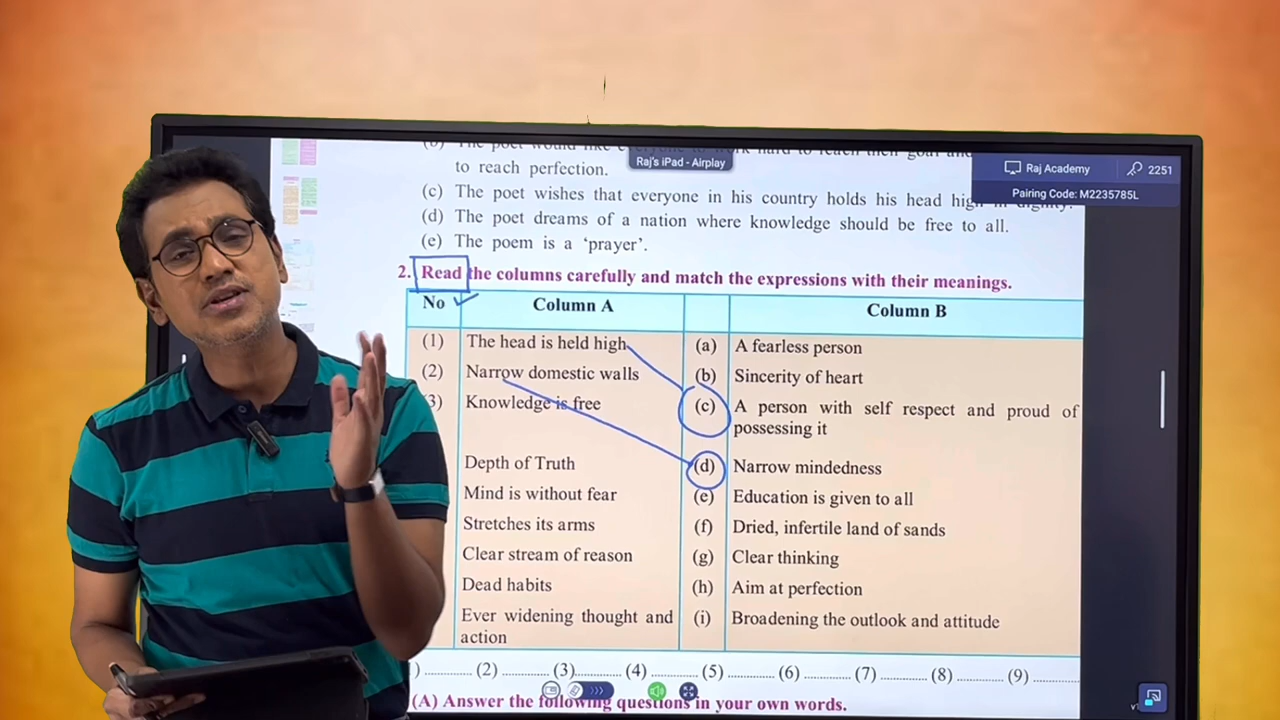 to reach perfection.
Raj's iPad - Airplay
Raj Academy 2251
Pairing Code: M2235785L
(c) The poet wishes that everyone in his country holds his head high in dignity.
(d) The poet dreams of a nation where knowledge should be free to all.
(e) The poem is a ‘prayer’.
2. Read the columns carefully and match the expressions with their meanings.
No Column A Column B
(1) The head is held high (a) A fearless person
(2) Narrow domestic walls (b) Sincerity of heart
3) Knowledge is free (c) A person with self respect and proud of
possessing it
Depth of Truth (d) Narrow mindedness
Mind is without fear (e) Education is given to all
Stretches its arms (f) Dried, infertile land of sands
Clear stream of reason (g) Clear thinking
Dead habits (h) Aim at perfection
Ever widening thought and (i) Broadening the outlook and attitude
action
) ............ (2) ............ (3) ............ (4) ............ (5) ............ (6) ............ (7) ............ (8) ............ (9) ............
(A) Answer the following questions in your own words.